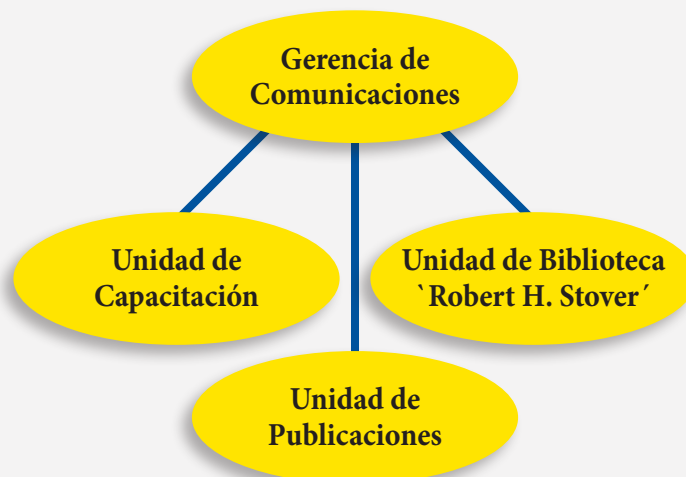 Gerencia de
Comunicaciones
Unidad de
Capacitación
Unidad de Biblioteca
`Robert H. Stover´
Unidad de
Publicaciones